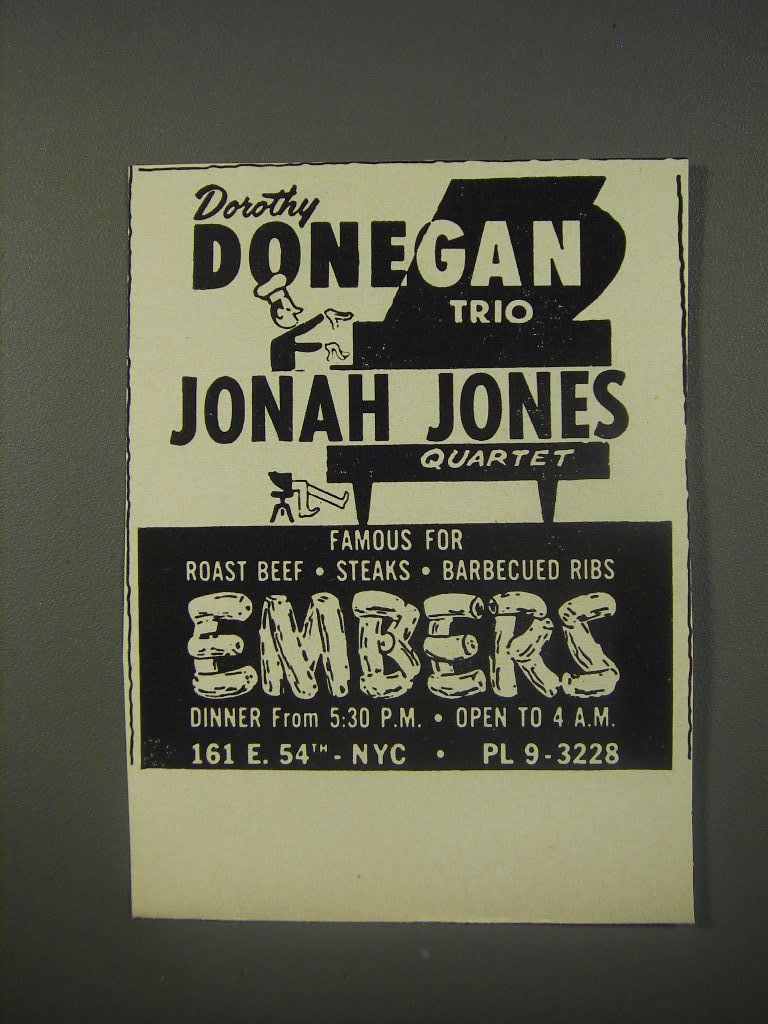 Dorothy
DONEGAN
TRIO
JONAH JONES
QUARTET
FAMOUS FOR
ROAST BEEF • STEAKS • BARBECUED RIBS
EMBERS
DINNER From 5:30 P.M. • OPEN TO 4 A.M.
161 E. 54TH - NYC • PL 9-3228